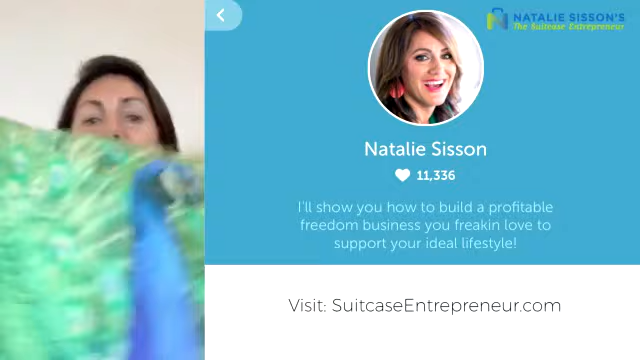 NATALIE SISSON'S
The Suitcase Entrepreneur
Natalie Sisson
11,336
I'll show you how to build a profitable
freedom business you freakin love to
support your ideal lifestyle!
Visit: SuitcaseEntrepreneur.com